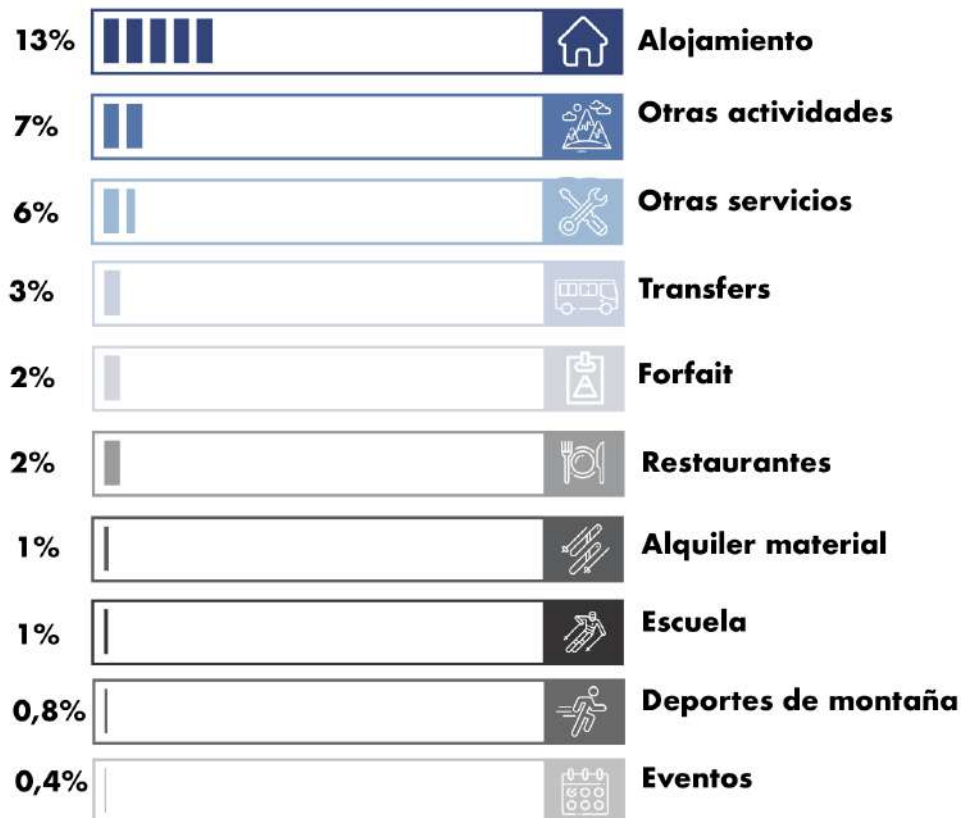 13% Alojamiento
7% Otras actividades
6% Otras servicios
3% Transfers
2% Forfait
2% Restaurantes
1% Alquiler material
1% Escuela
0,8% Deportes de montaña
0,4% Eventos